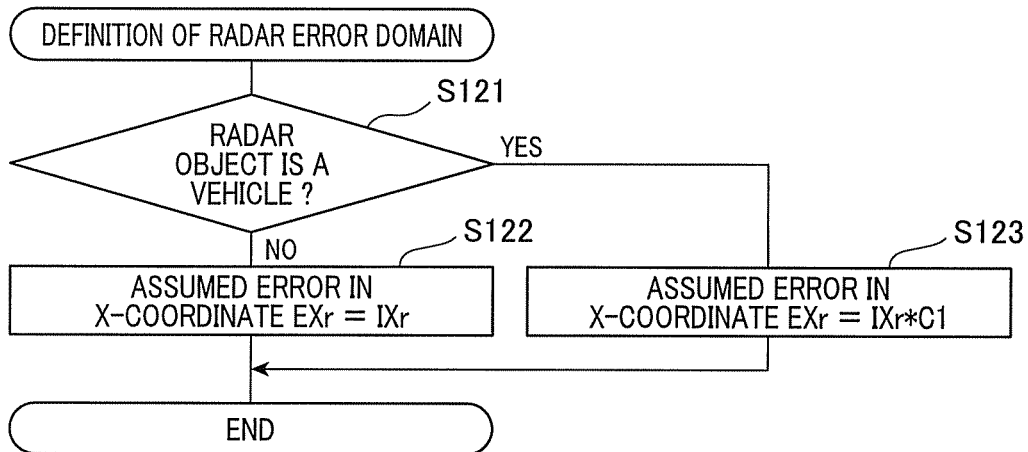 DEFINITION OF RADAR ERROR DOMAIN
S121
RADAR
OBJECT IS A
VEHICLE ?
YES
NO
S122
ASSUMED ERROR IN
X-COORDINATE EXr = IXr
S123
ASSUMED ERROR IN
X-COORDINATE EXr = IXr*C1
END